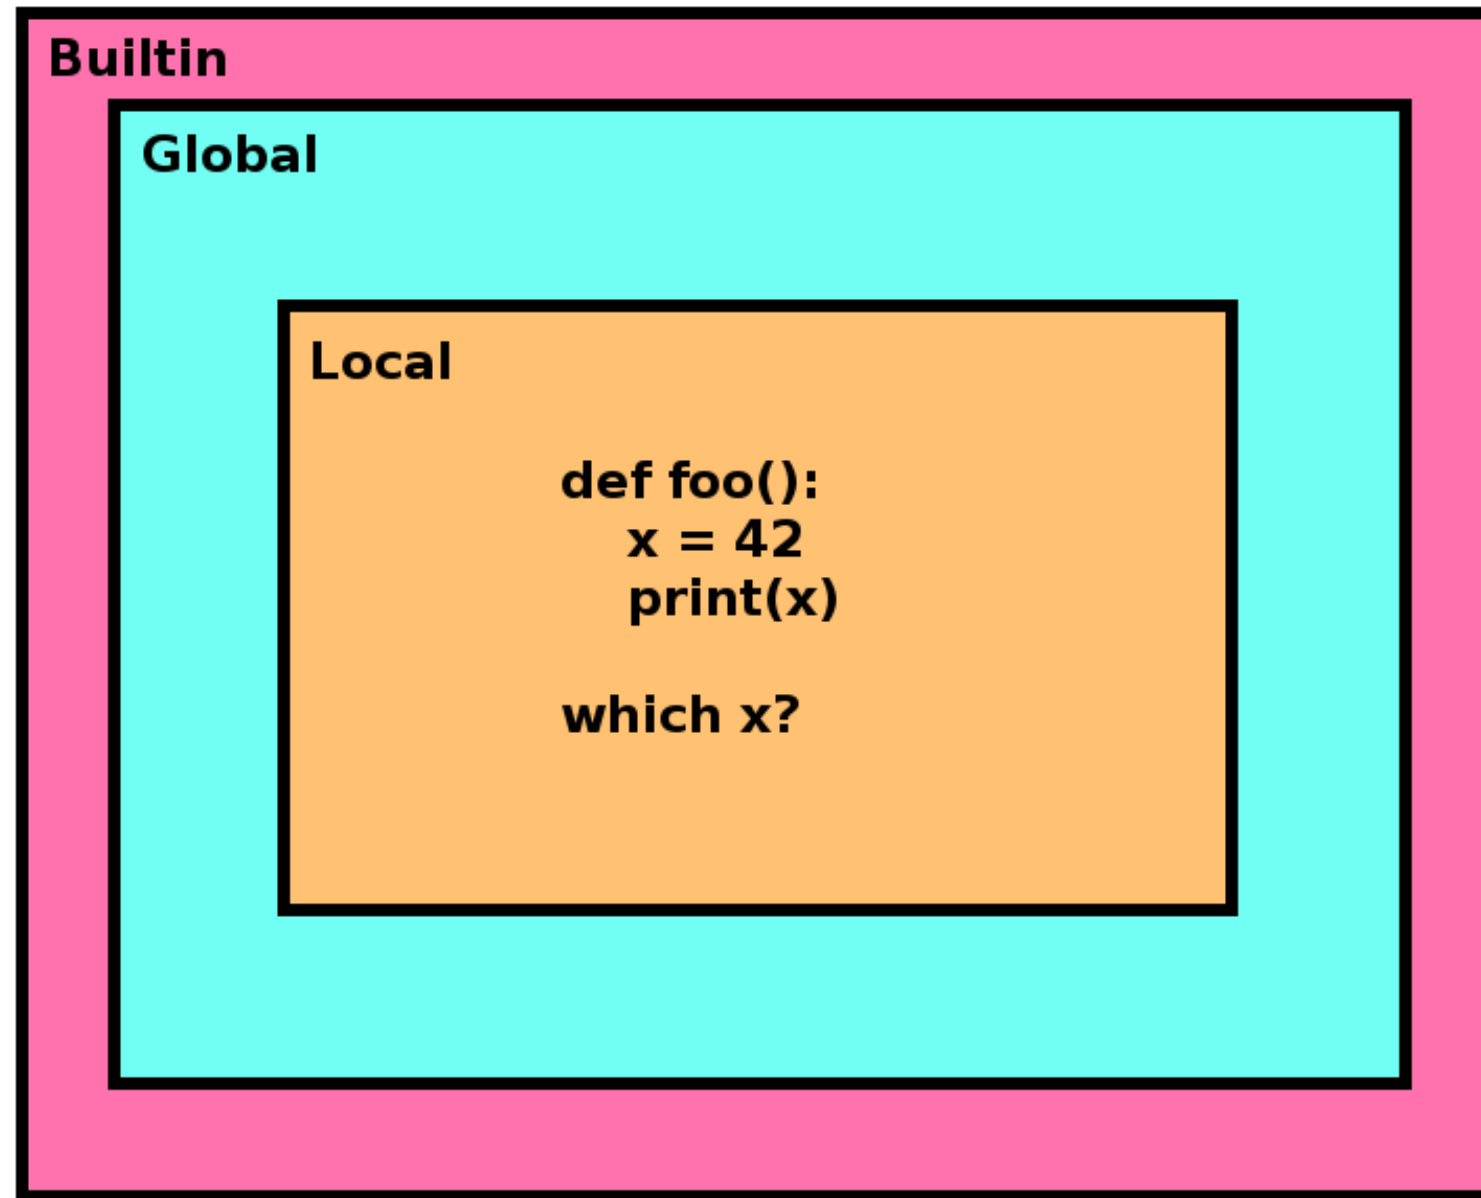 Builtin
Global
Local
def foo():
    x = 42
    print(x)
which x?